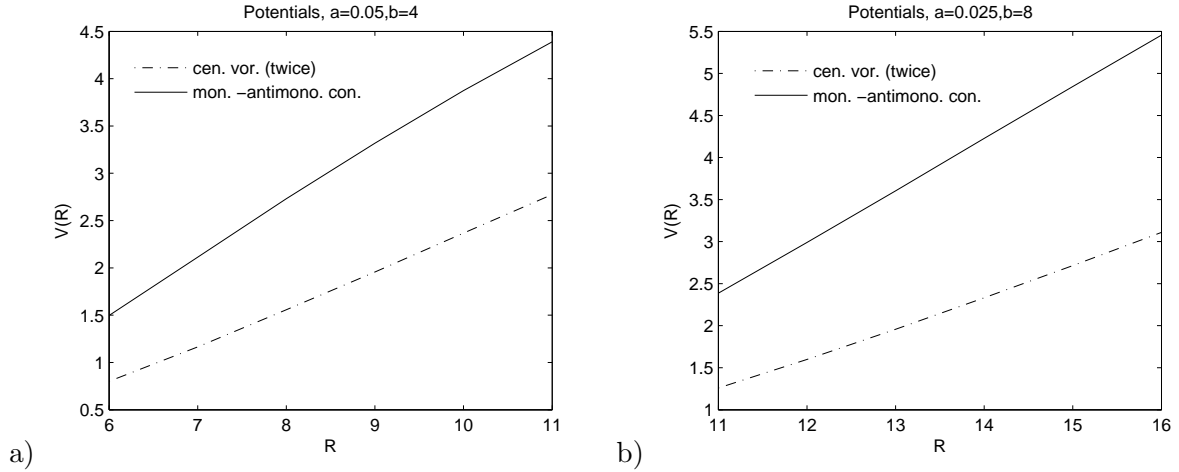 Potentials, a=0.05,b=4
4.5
4
3.5
3
2.5
2
1.5
1
0.5
V(R)
cen. vor. (twice)
mon. −antimono. con.
6 7 8 9 10 11
R
a)
Potentials, a=0.025,b=8
5.5
5
4.5
4
3.5
3
2.5
2
1.5
1
V(R)
cen. vor. (twice)
mon. −antimono. con.
11 12 13 14 15 16
R
b)